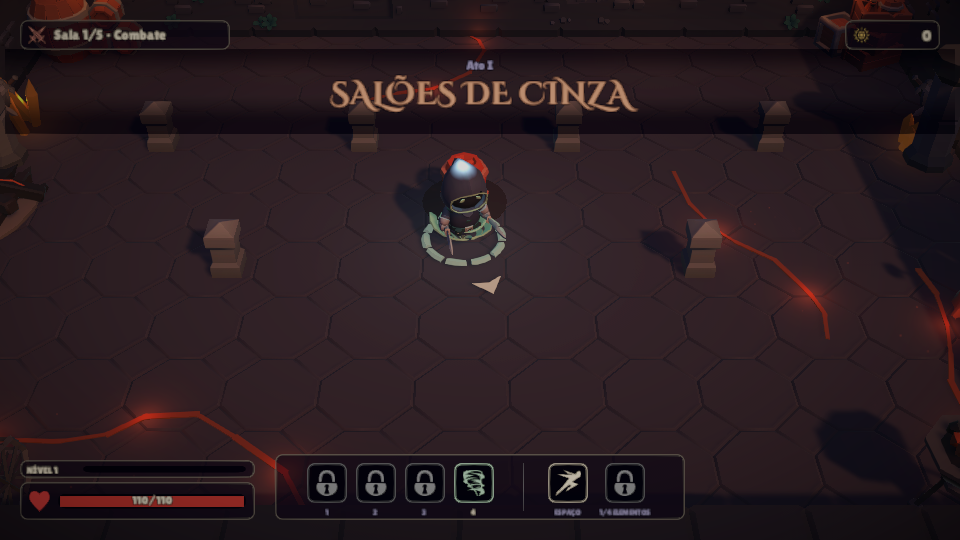 Sala 1/5 - Combate
0
Ato I
SALÕES DE CINZA
NÍVEL 1
110/110
1
2
3
4
ESPAÇO
1/4 ELEMENTOS